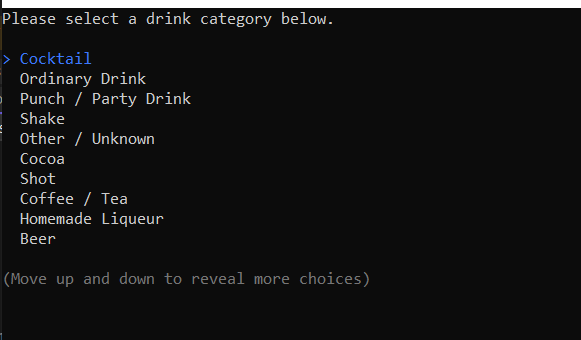 Please select a drink category below.
> Cocktail
Ordinary Drink
Punch / Party Drink
Shake
Other / Unknown
Cocoa
Shot
Coffee / Tea
Homemade Liqueur
Beer
(Move up and down to reveal more choices)